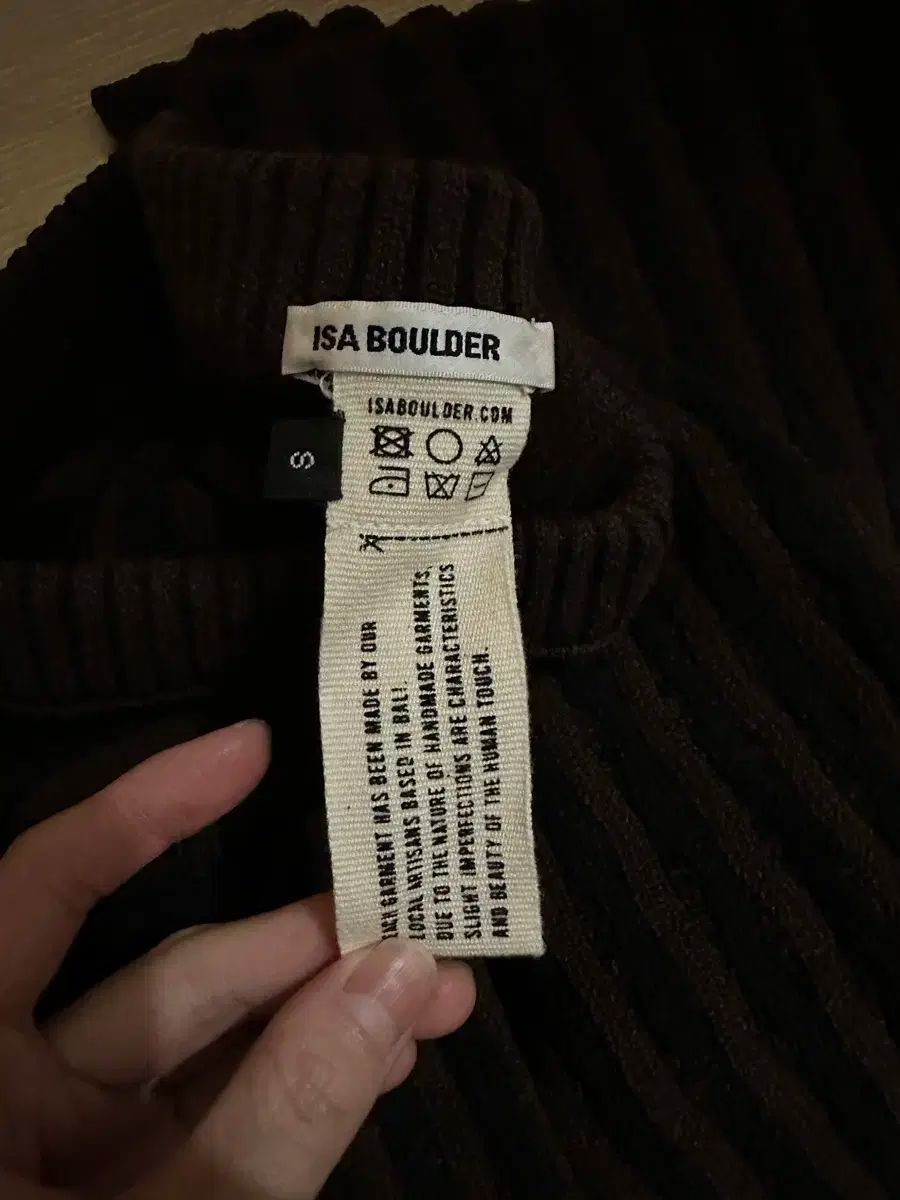 ISA BOULDER
ISABOULDER.COM
S
EACH GARMENT HAS BEEN MADE BY OUR
LOCAL ARTISANS BASED IN BALI.
DUE TO THE NATURE OF HANDMADE GARMENTS,
SLIGHT IMPERFECTIONS ARE CHARACTERISTICS
AND BEAUTY OF THE HUMAN TOUCH.